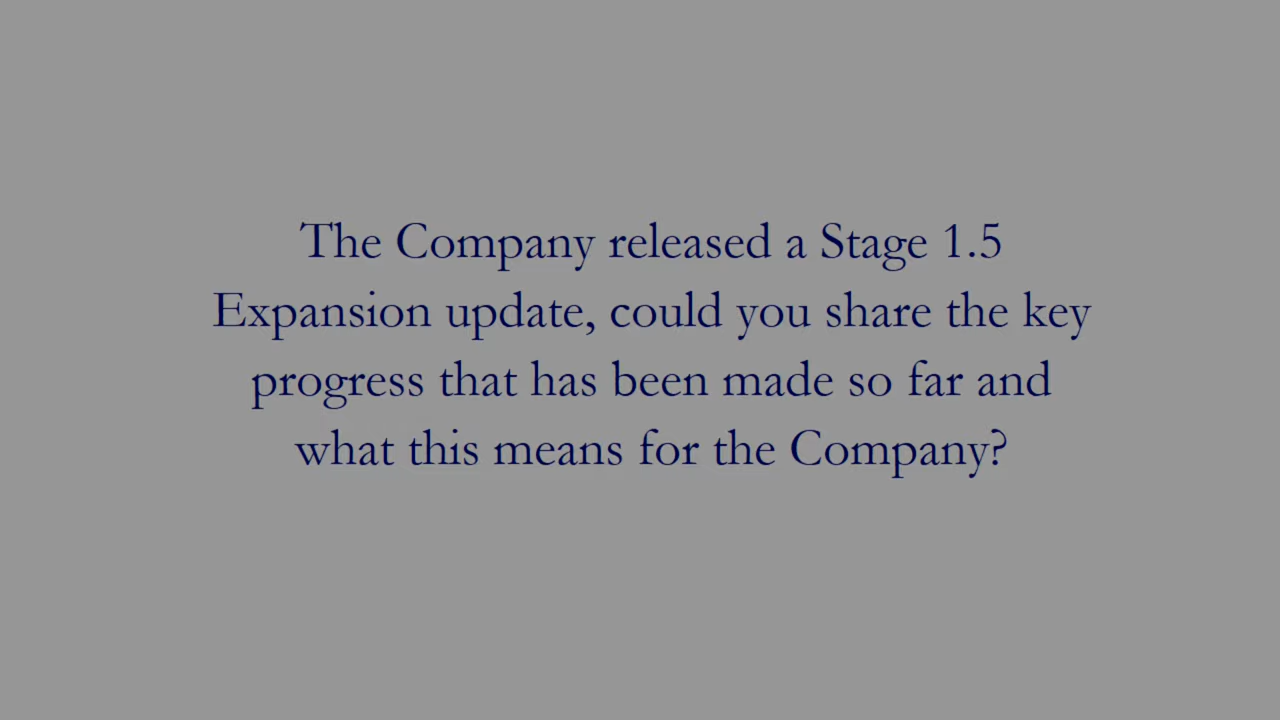 The Company released a Stage 1.5
Expansion update, could you share the key
progress that has been made so far and
what this means for the Company?